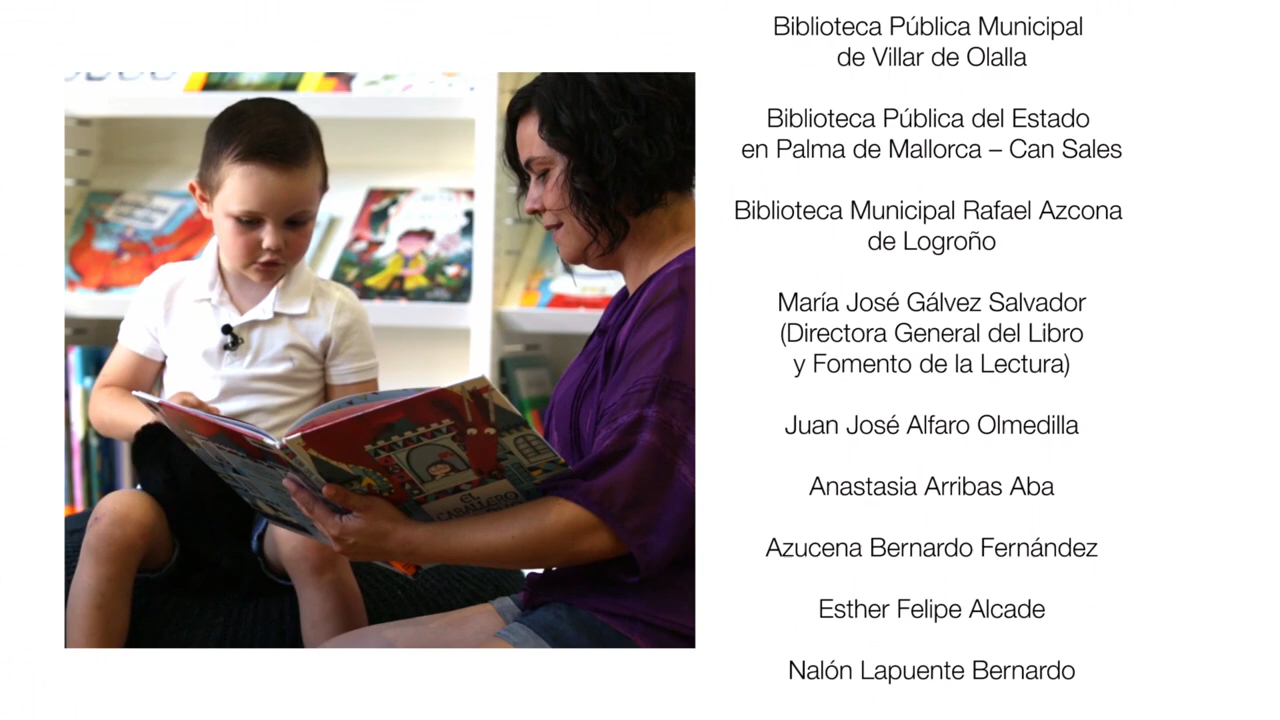 Biblioteca Pública Municipal
de Villar de Olalla
Biblioteca Pública del Estado
en Palma de Mallorca – Can Sales
Biblioteca Municipal Rafael Azcona
de Logroño
María José Gálvez Salvador
(Directora General del Libro
y Fomento de la Lectura)
Juan José Alfaro Olmedilla
Anastasia Arribas Aba
Azucena Bernardo Fernández
Esther Felipe Alcade
Nalón Lapuente Bernardo
EL
CABALLERO